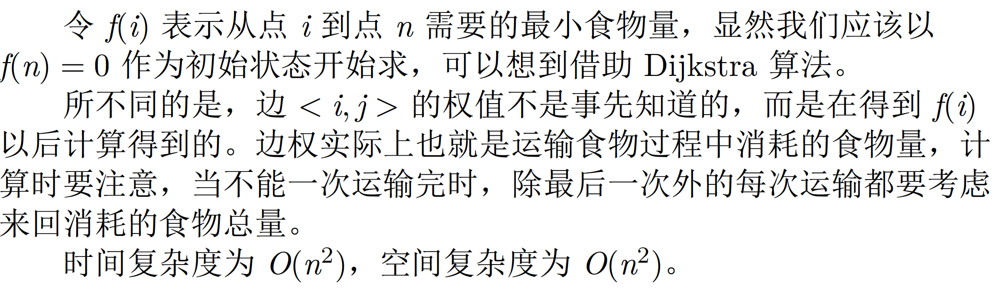 令 f(i) 表示从点 i 到点 n 需要的最小食物量，显然我们应该以
f(n) = 0 作为初始状态开始求，可以想到借助 Dijkstra 算法。
所不同的是，边 < i, j > 的权值不是事先知道的，而是在得到 f(i)
以后计算得到的。边权实际上也就是运输食物过程中消耗的食物量，计
算时要注意，当不能一次运输完时，除最后一次外的每次运输都要考虑
来回消耗的食物总量。
时间复杂度为 O(n²)，空间复杂度为 O(n²)。